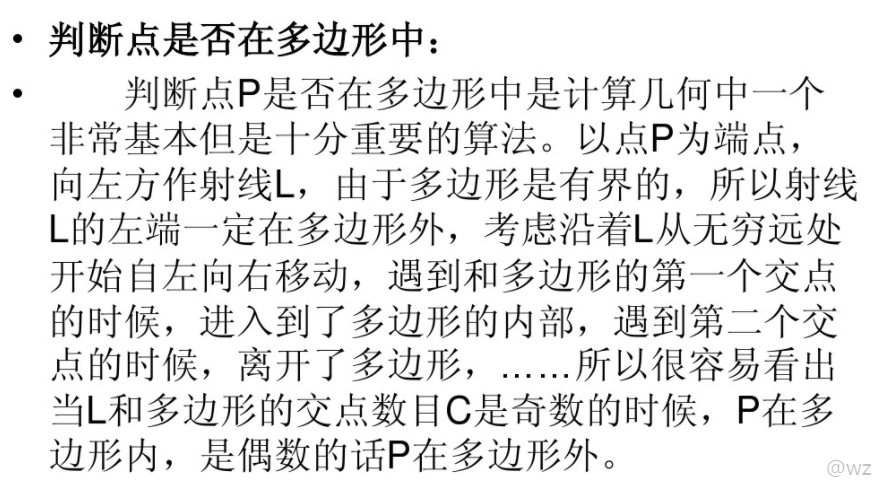 • 判断点是否在多边形中：
• 判断点P是否在多边形中是计算几何中一个
非常基本但是十分重要的算法。以点P为端点，
向左方作射线L，由于多边形是有界的，所以射线
L的左端一定在多边形外，考虑沿着L从无穷远处
开始自左向右移动，遇到和多边形的第一个交点
的时候，进入到了多边形的内部，遇到第二个交
点的时候，离开了多边形，……所以很容易看出
当L和多边形的交点数目C是奇数的时候，P在多
边形内，是偶数的话P在多边形外。
@wz